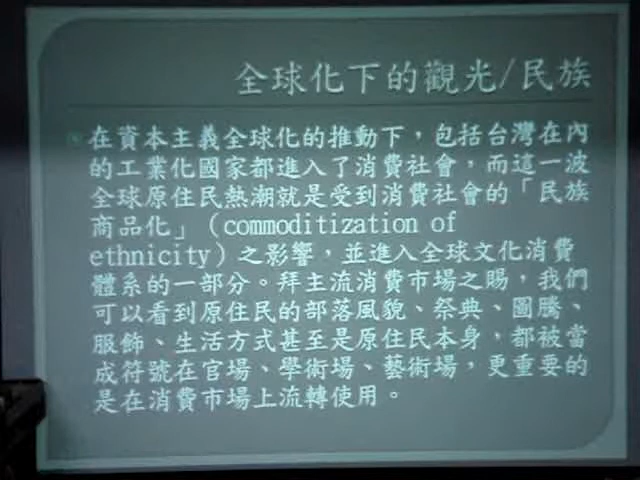 全球化下的觀光/民族
在資本主義全球化的推動下，包括台灣在內
的工業化國家都進入了消費社會，而這一波
全球原住民熱潮就是受到消費社會的「民族
商品化」（commoditization of
ethnicity）之影響，並進入全球文化消費
體系的一部分。拜主流消費市場之賜，我們
可以看到原住民的部落風貌、祭典、圖騰、
服飾、生活方式甚至是原住民本身，都被當
成符號在官場、學術場、藝術場，更重要的
是在消費市場上流轉使用。